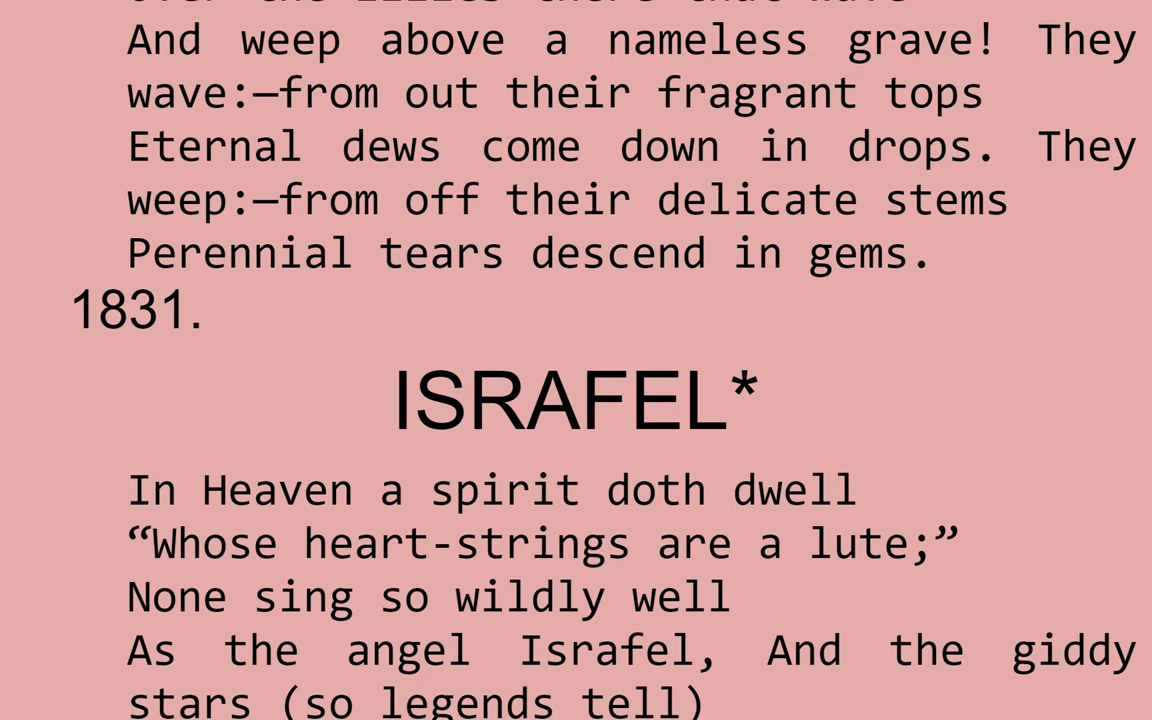 And weep above a nameless grave! They
wave:—from out their fragrant tops
Eternal dews come down in drops. They
weep:—from off their delicate stems
Perennial tears descend in gems.
1831.
ISRAFEL*
In Heaven a spirit doth dwell
“Whose heart-strings are a lute;”
None sing so wildly well
As the angel Israfel, And the giddy
stars (so legends tell)